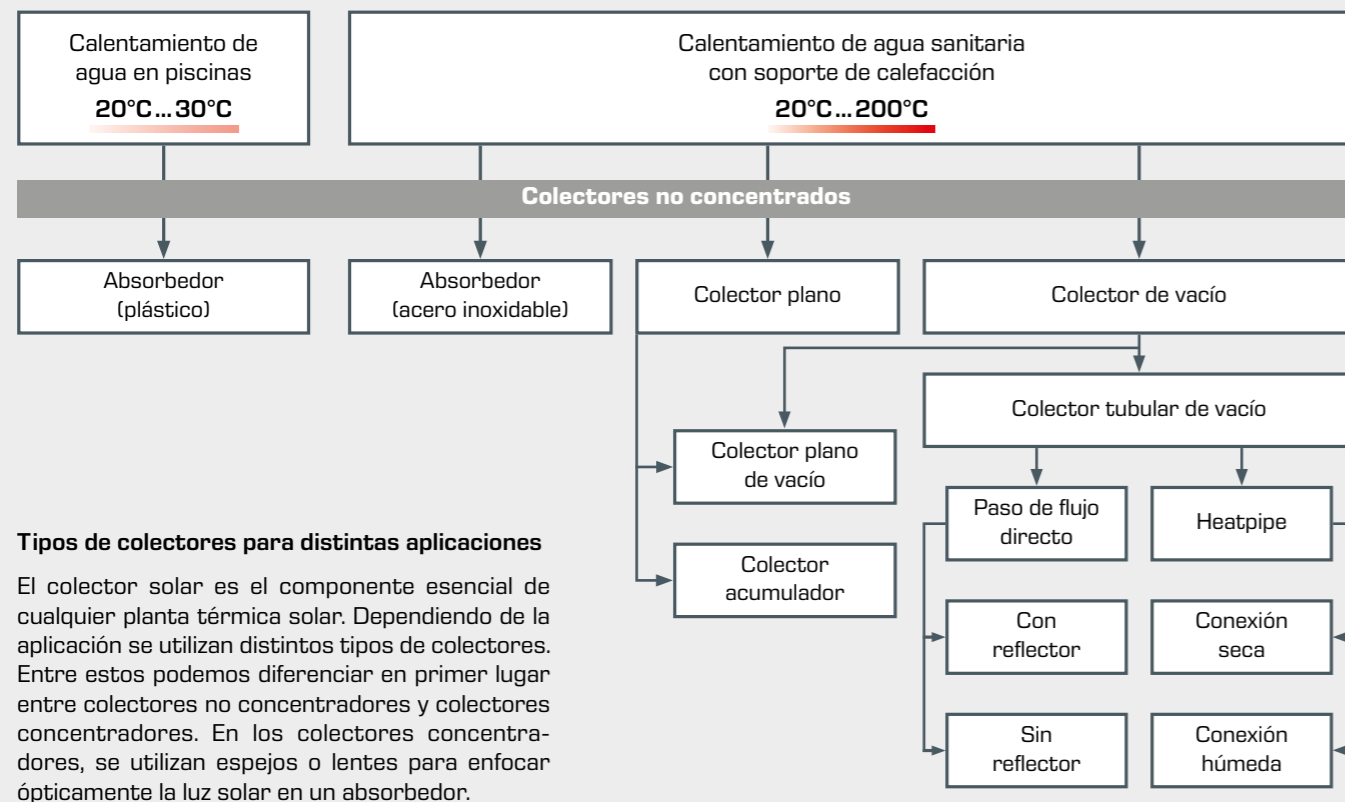 Calentamiento de
agua en piscinas
20°C...30°C
Calentamiento de agua sanitaria
con soporte de calefacción
20°C...200°C
Colectores no concentrados
Absorbedor
(plástico)
Absorbedor
(acero inoxidable)
Colector plano
Colector de vacío
Colector tubular de vacío
Colector plano
de vacío
Paso de flujo
directo
Heatpipe
Colector
acumulador
Con
reflector
Conexión
seca
Sin
reflector
Conexión
húmeda
Tipos de colectores para distintas aplicaciones
El colector solar es el componente esencial de
cualquier planta térmica solar. Dependiendo de la
aplicación se utilizan distintos tipos de colectores.
Entre estos podemos diferenciar en primer lugar
entre colectores no concentradores y colectores
concentradores. En los colectores concentra-
dores, se utilizan espejos o lentes para enfocar
ópticamente la luz solar en un absorbedor.